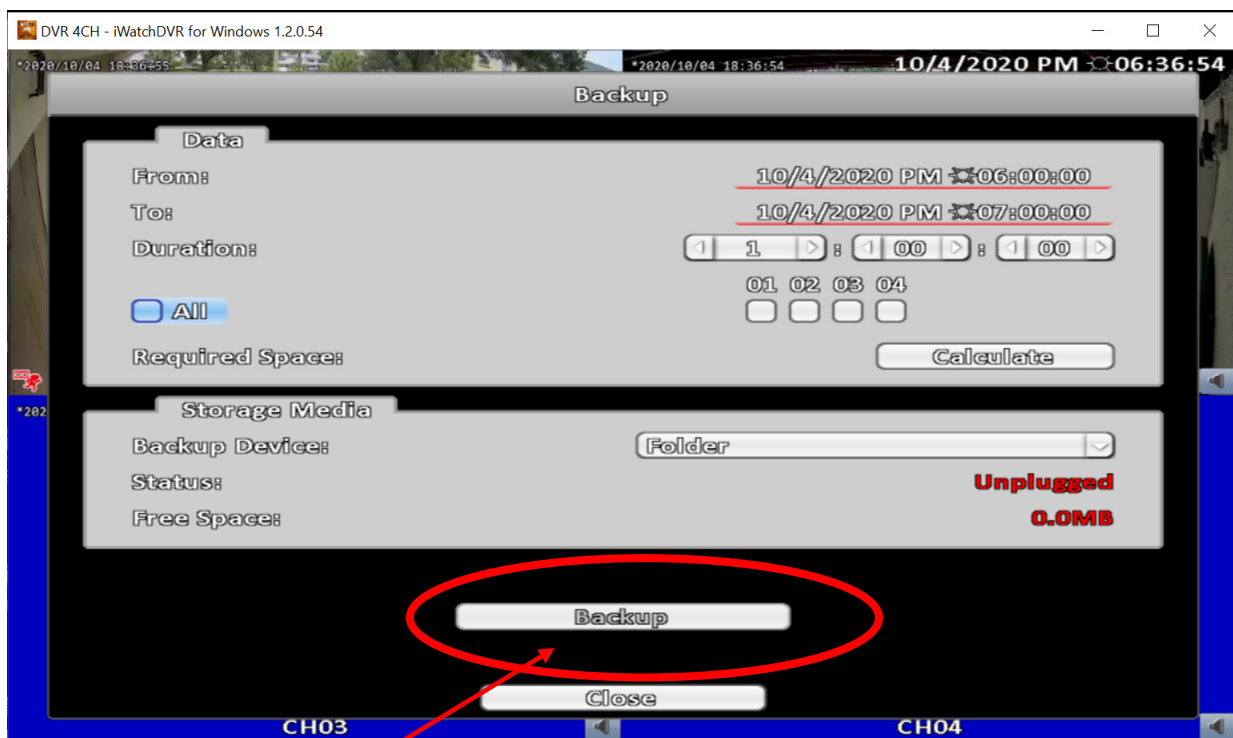 DVR 4CH - iWatchDVR for Windows 1.2.0.54
*2020/10/04 18:36:55 *2020/10/04 18:36:54 10/4/2020 PM 06:36:54
Backup
Data
From: 10/4/2020 PM 06:00:00
To: 10/4/2020 PM 07:00:00
Duration: 1 : 00 : 00
01 02 03 04
All
Required Space: Calculate
*202
Storage Media
Backup Device: Folder
Status: Unplugged
Free Space: 0.0MB
Backup
Close
CH03 CH04